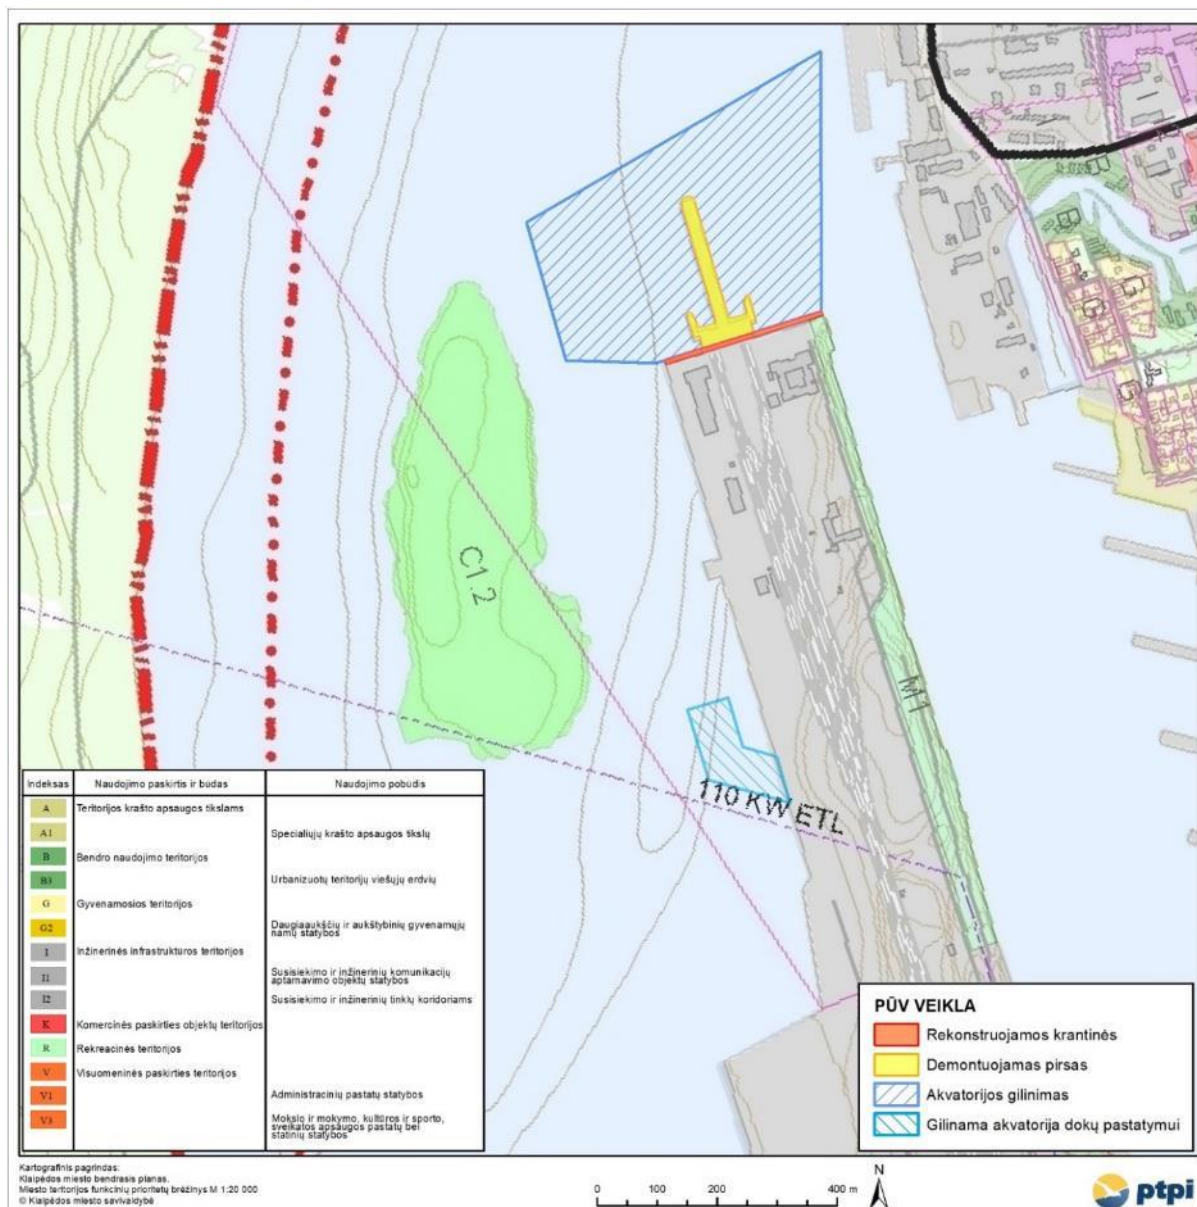 C1.2
M1
110 KW ETL
G
G
G
Indeksas Naudojimo paskirtis ir būdas Naudojimo pobūdis
A Teritorijos krašto apsaugos tikslams
A1 Specialiųjų krašto apsaugos tikslų
B Bendro naudojimo teritorijos
B3 Urbanizuotų teritorijų viešųjų erdvių
G Gyvenamosios teritorijos
G2 Daugiaaukščių ir aukštybinių gyvenamųjų
namų statybos
I Inžinerinės infrastruktūros teritorijos
I1 Susisiekimo ir inžinerinių komunikacijų
aptarnavimo objektų statybos
I2 Susisiekimo ir inžinerinių tinklų koridoriams
K Komercinės paskirties objektų teritorijos
R Rekreacinės teritorijos
V Visuomeninės paskirties teritorijos
V1 Administracinių pastatų statybos
V3 Mokslo ir mokymo, kultūros ir sporto,
sveikatos apsaugos pastatų bei
statinių statybos
PŪV VEIKLA
Rekonstruojamos krantinės
Demontuojamas pirsas
Akvatorijos gilinimas
Gilinama akvatorija dokų pastatymui
Kartografinis pagrindas:
Klaipėdos miesto bendrasis planas.
Miesto teritorijos funkcinių prioritetų brėžinys M 1:20 000
© Klaipėdos miesto savivaldybė
0 100 200 400 m
N
ptpi